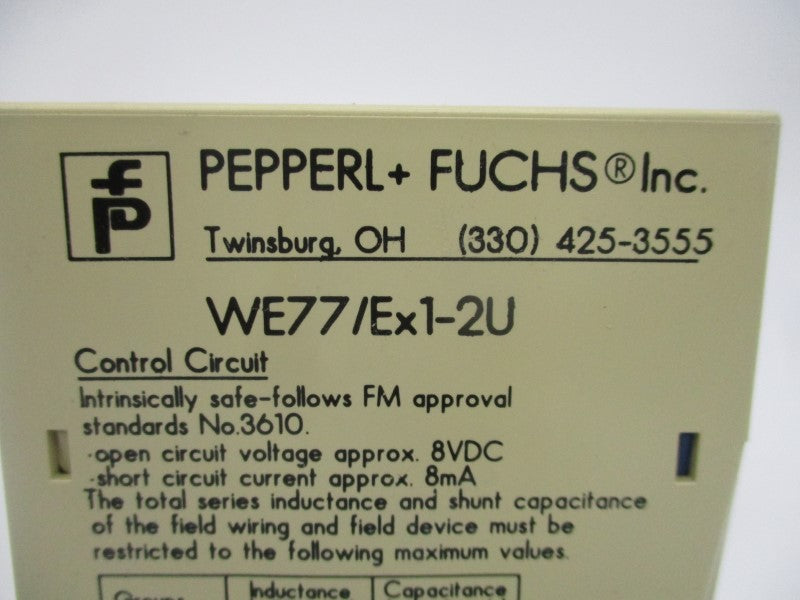 PEPPERL+ FUCHS® Inc.
Twinsburg, OH (330) 425-3555
WE77/Ex1-2U
Control Circuit
Intrinsically safe-follows FM approval
standards No.3610.
·open circuit voltage approx. 8VDC
·short circuit current approx. 8mA
The total series inductance and shunt capacitance
of the field wiring and field device must be
restricted to the following maximum values.
Groups Inductance Capacitance